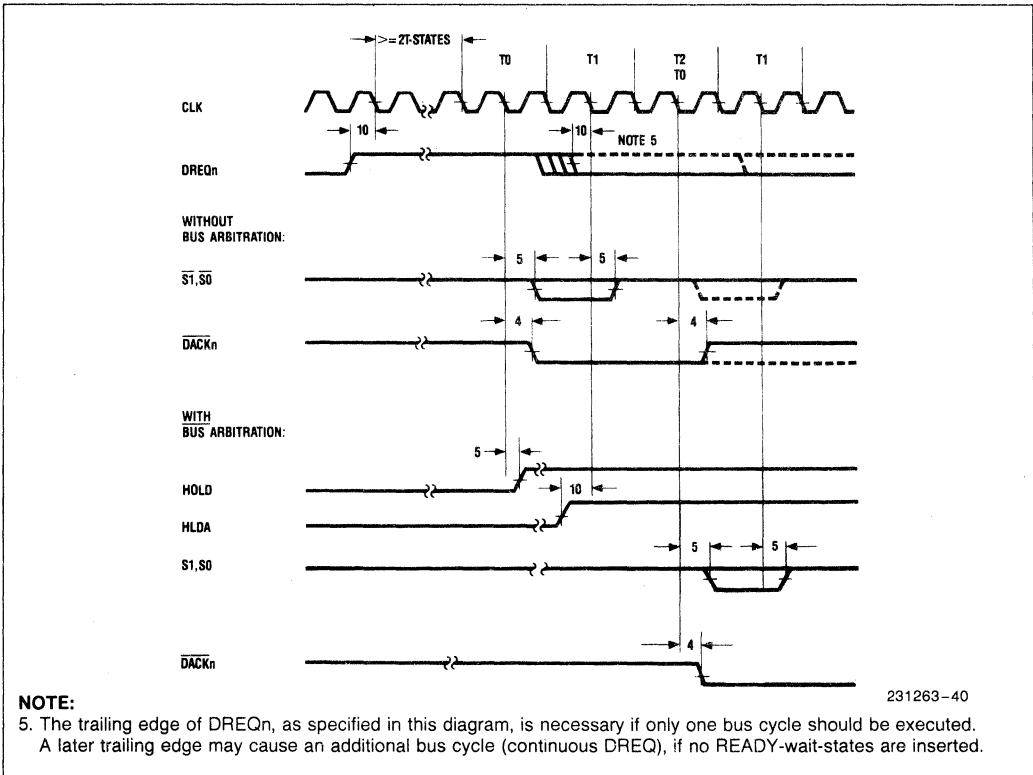 >=2T-STATES
T0 T1 T2 T1
T0
CLK
10 10 NOTE 5
DREQn
WITHOUT
BUS ARBITRATION:
5 5
S1,S0
4 4
DACKn
WITH
BUS ARBITRATION:
5
HOLD
10
HLDA
5 5
S1,S0
4
DACKn
231263-40
NOTE:
5. The trailing edge of DREQn, as specified in this diagram, is necessary if only one bus cycle should be executed.
A later trailing edge may cause an additional bus cycle (continuous DREQ), if no READY-wait-states are inserted.